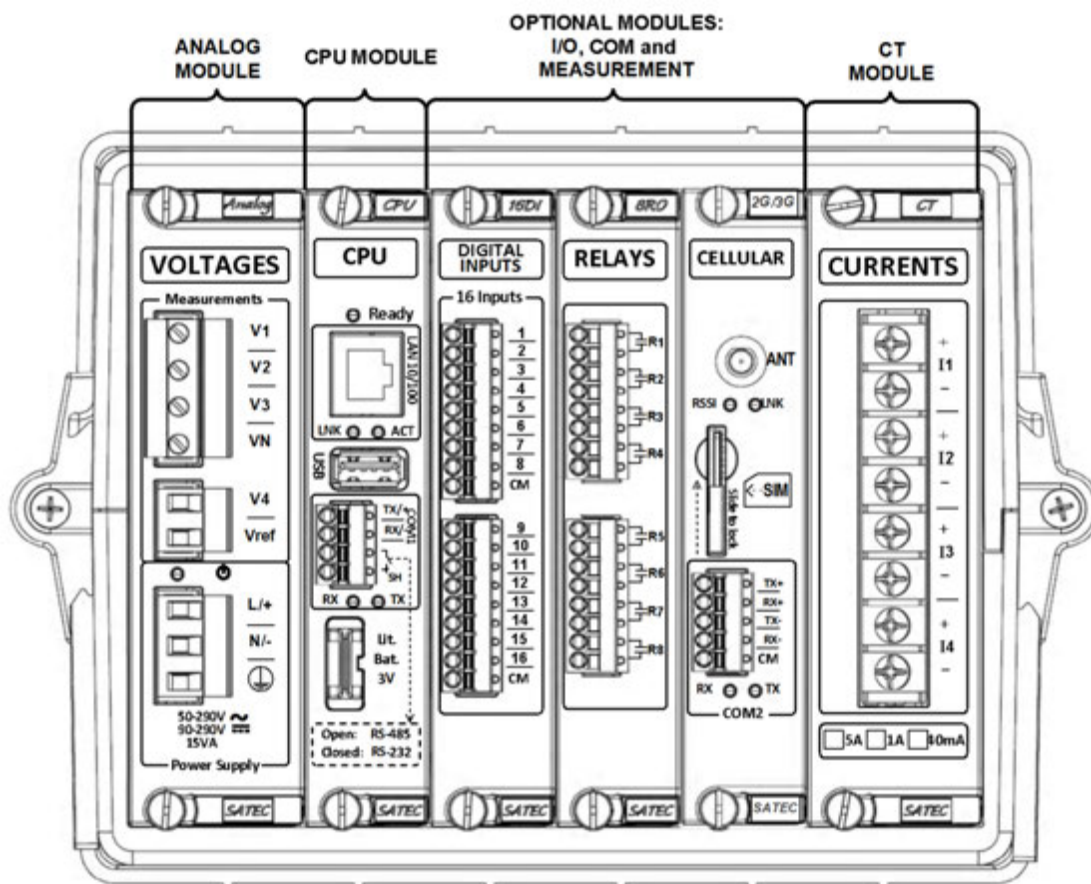 ANALOG
MODULE
CPU MODULE
OPTIONAL MODULES:
I/O, COM and
MEASUREMENT
CT
MODULE
Analog
CPU
16DI
8RO
2G/3G
CT
VOLTAGES
Measurements
V1
V2
V3
VN
V4
Vref
L/+
N/-
50-290V
90-290V
15VA
Power Supply
SATEC
CPU
Ready
LAN 10/100
LNK ACT
USB
TX/+
RX/-
COM1
SH
RX TX
Lit.
Bat.
3V
Open: RS-485
Closed: RS-232
SATEC
DIGITAL
INPUTS
16 Inputs
1
2
3
4
5
6
7
8
CM
9
10
11
12
13
14
15
16
CM
SATEC
RELAYS
R1
R2
R3
R4
R5
R6
R7
R8
SATEC
CELLULAR
ANT
RSSI LNK
SIM
Slide to lock
TX+
RX+
TX-
RX-
CM
RX TX
COM2
SATEC
CURRENTS
+
I1
-
+
I2
-
+
I3
-
+
I4
-
5A 1A 40mA
SATEC